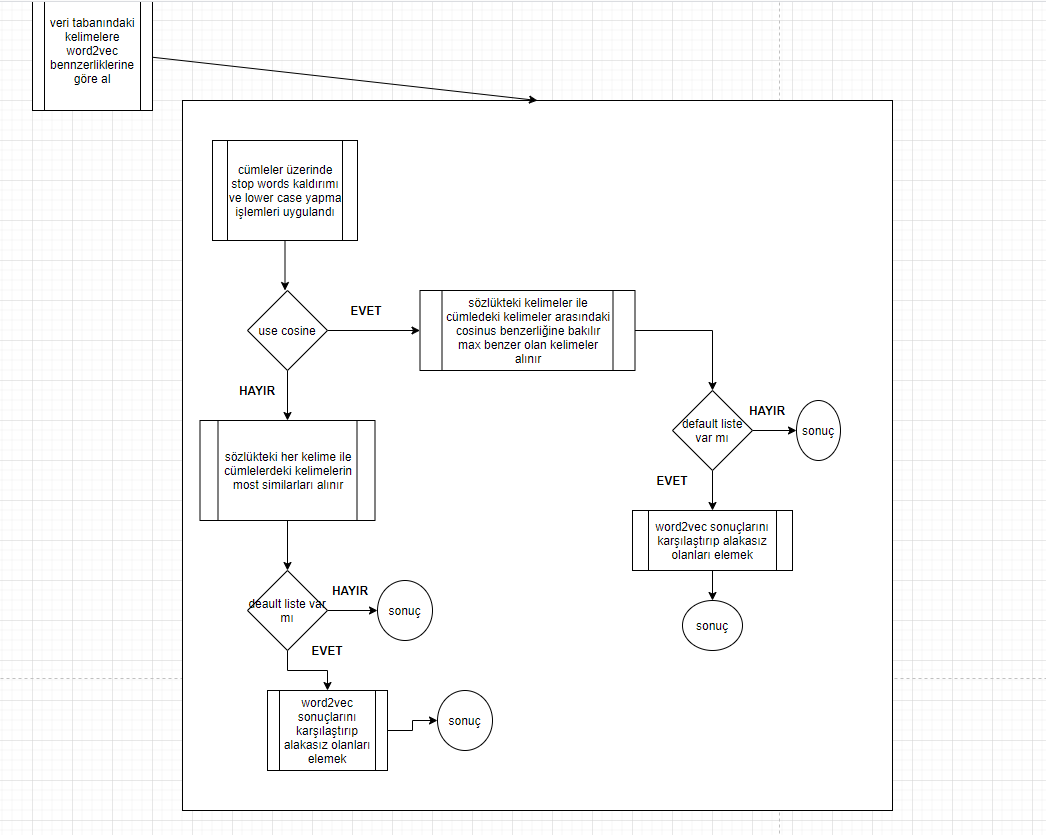 veri tabanındaki
kelimelere
word2vec
bennzerliklerine
göre al
cümleler üzerinde
stop words kaldırımı
ve lower case yapma
işlemleri uygulandı
use cosine
EVET
sözlükteki kelimeler ile
cümledeki kelimeler arasındaki
cosinus benzerliğine bakılır
max benzer olan kelimeler
alınır
HAYIR
default liste
var mı
HAYIR
sonuç
EVET
word2vec sonuçlarını
karşılaştırıp alakasız
olanları elemek
sonuç
sözlükteki her kelime ile
cümlelerdeki kelimelerin
most similarları alınır
deault liste var
mı
HAYIR
sonuç
EVET
word2vec
sonuçlarını
karşılaştırıp
alakasız olanları
elemek
sonuç